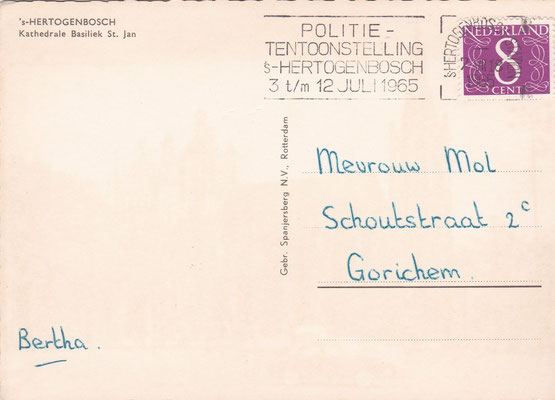 's-HERTOGENBOSCH
Kathedrale Basiliek St. Jan
POLITIE-
TENTOONSTELLING
's-HERTOGENBOSCH
3 t/m 12 JULI 1965
's-HERTOGENBOSCH
NEDERLAND
8
CENT
Gebr. Spanjersberg N.V., Rotterdam
Mevrouw Mol
Schoutstraat 2c
Gorichem.
Bertha.